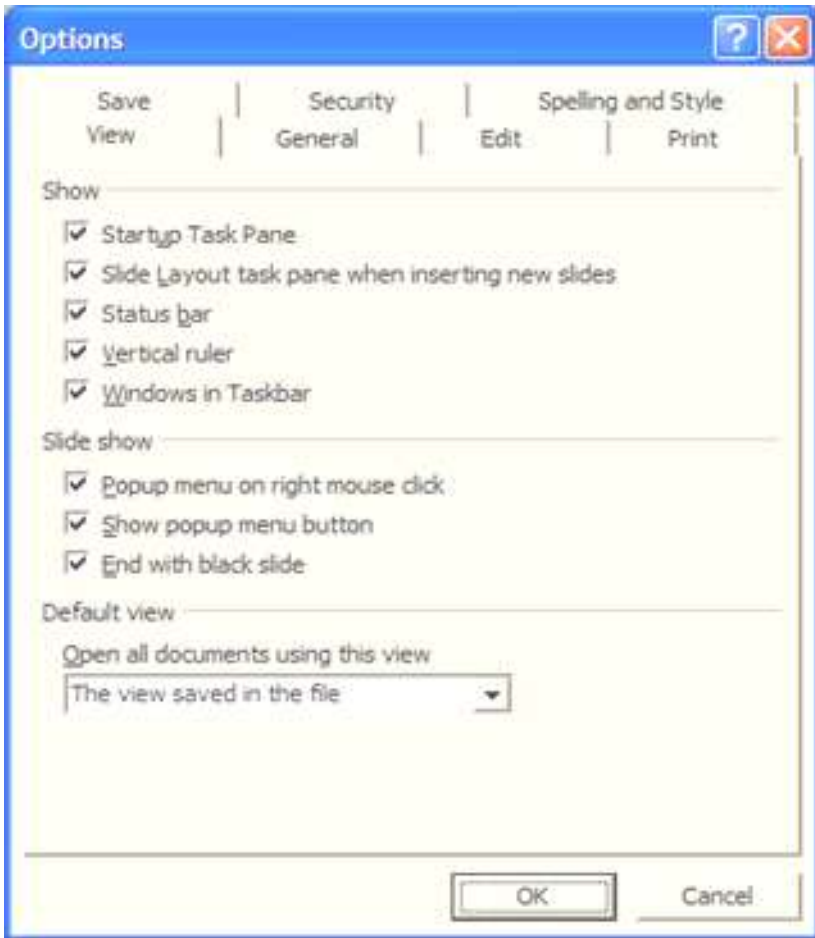 Options
Save Security Spelling and Style
View General Edit Print
Show
Startup Task Pane
Slide Layout task pane when inserting new slides
Status bar
Vertical ruler
Windows in Taskbar
Slide show
Popup menu on right mouse click
Show popup menu button
End with black slide
Default view
Open all documents using this view
The view saved in the file
OK Cancel